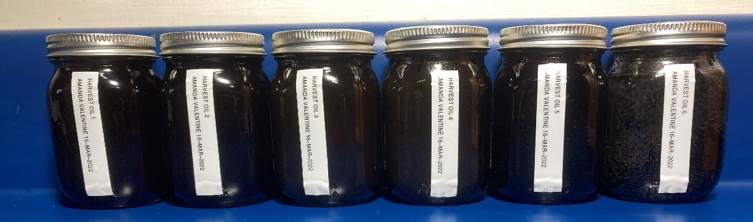 HARVEST OIL 1
AMANDA VALENTINE 16-MAR-2022
HARVEST OIL 2
AMANDA VALENTINE 16-MAR-2022
HARVEST OIL 3
AMANDA VALENTINE 16-MAR-2022
HARVEST OIL 4
AMANDA VALENTINE 16-MAR-2022
HARVEST OIL 5
AMANDA VALENTINE 16-MAR-2022
HARVEST OIL 6
AMANDA VALENTINE 16-MAR-2022